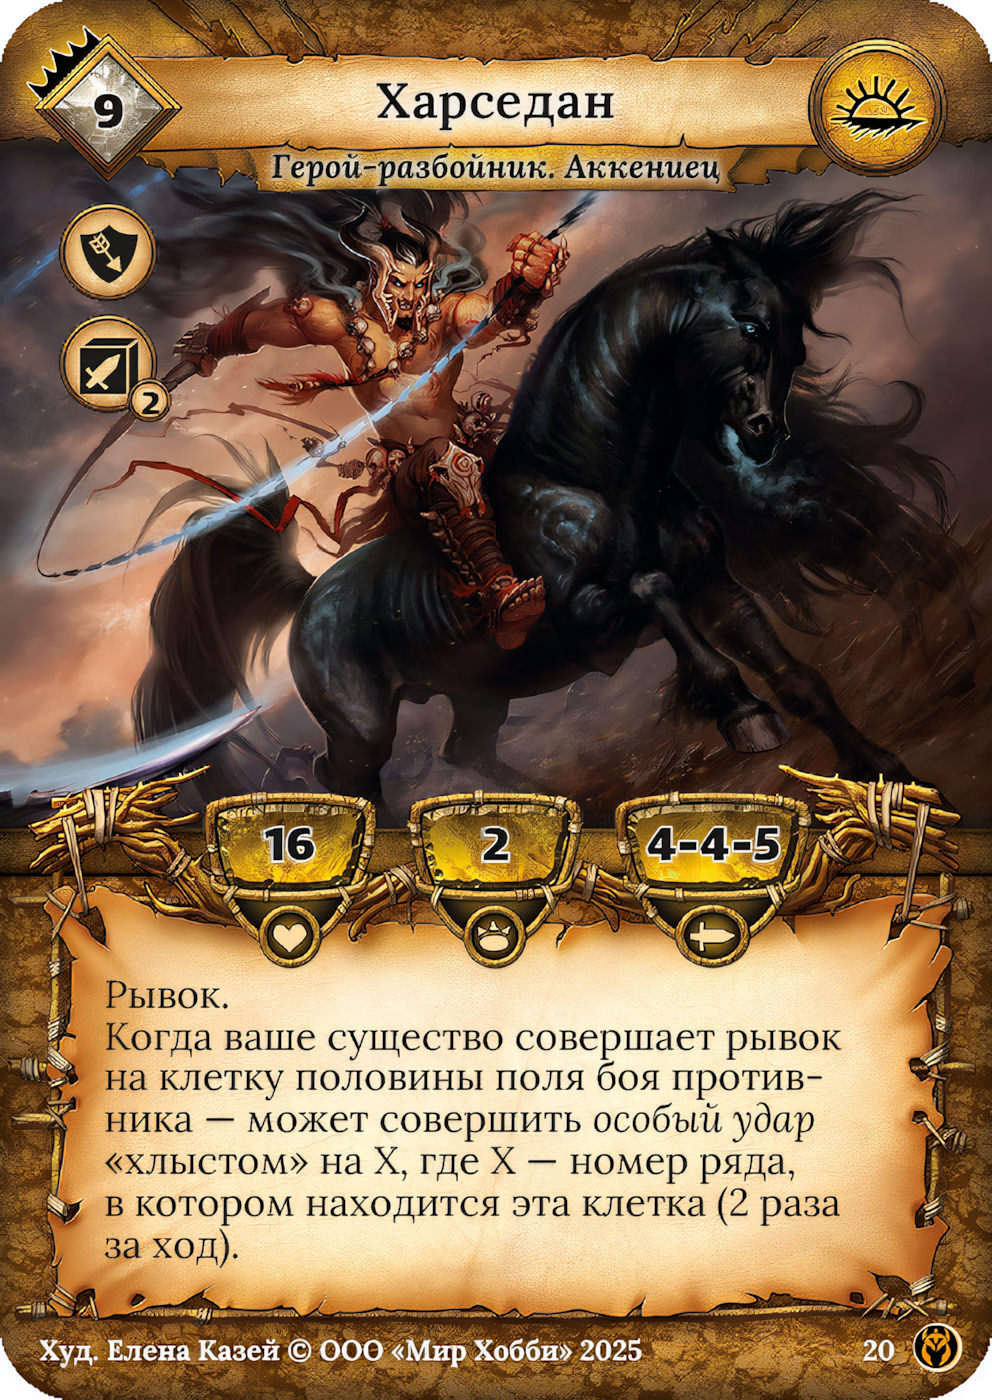 9
Харседан
Герой-разбойник. Аккениец
2
16
2
4-4-5
Рывок.
Когда ваше существо совершает рывок
на клетку половины поля боя против-
ника — может совершить особый удар
«хлыстом» на X, где X — номер ряда,
в котором находится эта клетка (2 раза
за ход).
Худ. Елена Казей © ООО «Мир Хобби» 2025
20